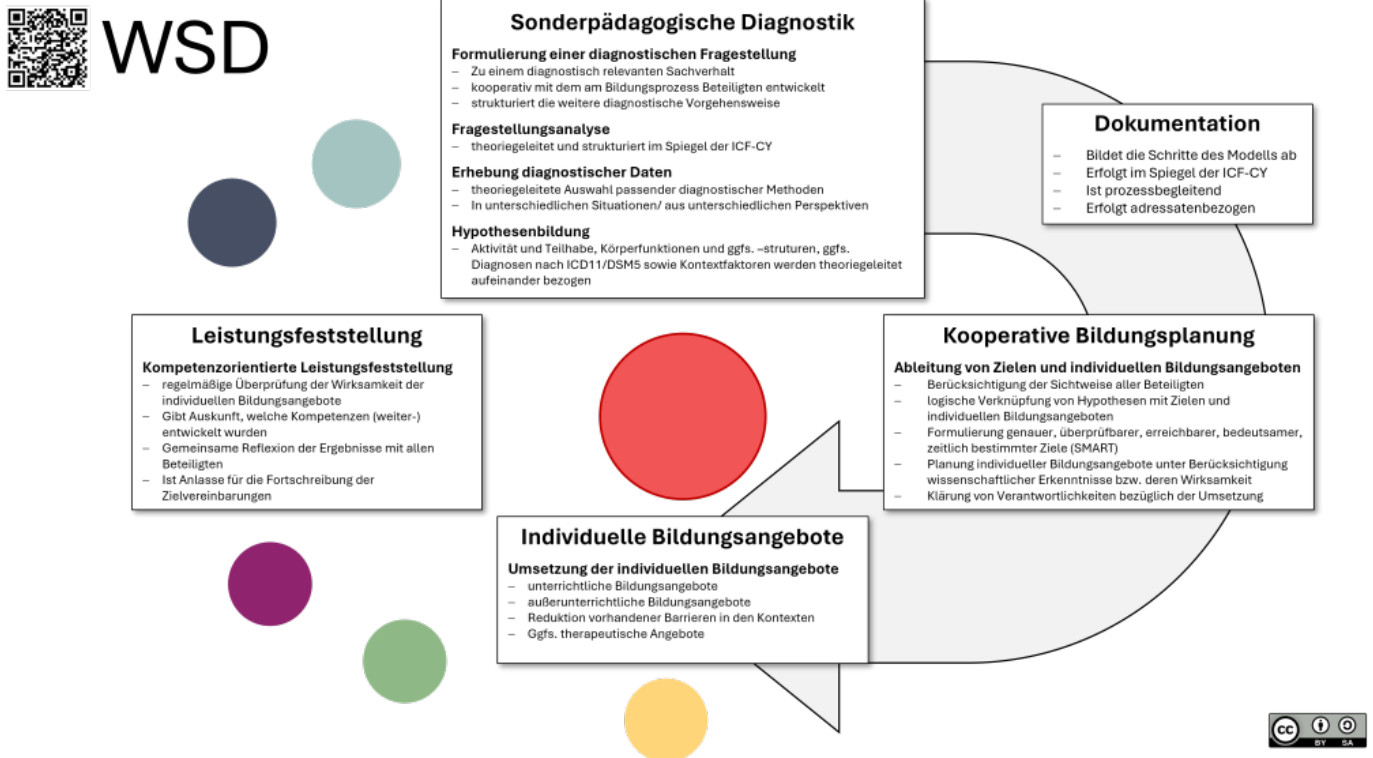 WSD
Sonderpädagogische Diagnostik
Formulierung einer diagnostischen Fragestellung
– Zu einem diagnostisch relevanten Sachverhalt
– kooperativ mit dem am Bildungsprozess Beteiligten entwickelt
– strukturiert die weitere diagnostische Vorgehensweise
Fragestellungsanalyse
– theoriegeleitet und strukturiert im Spiegel der ICF-CY
Erhebung diagnostischer Daten
– theoriegeleitete Auswahl passender diagnostischer Methoden
– In unterschiedlichen Situationen/ aus unterschiedlichen Perspektiven
Hypothesenbildung
– Aktivität und Teilhabe, Körperfunktionen und ggfs. –struturen, ggfs.
Diagnosen nach ICD11/DSM5 sowie Kontextfaktoren werden theoriegeleitet
aufeinander bezogen
Dokumentation
– Bildet die Schritte des Modells ab
– Erfolgt im Spiegel der ICF-CY
– Ist prozessbegleitend
– Erfolgt adressatenbezogen
Leistungsfeststellung
Kompetenzorientierte Leistungsfeststellung
– regelmäßige Überprüfung der Wirksamkeit der
individuellen Bildungsangebote
– Gibt Auskunft, welche Kompetenzen (weiter-)
entwickelt wurden
– Gemeinsame Reflexion der Ergebnisse mit allen
Beteiligten
– Ist Anlasse für die Fortschreibung der
Zielvereinbarungen
Kooperative Bildungsplanung
Ableitung von Zielen und individuellen Bildungsangeboten
– Berücksichtigung der Sichtweise aller Beteiligten
– logische Verknüpfung von Hypothesen mit Zielen und
individuellen Bildungsangeboten
– Formulierung genauer, überprüfbarer, erreichbarer, bedeutsamer,
zeitlich bestimmter Ziele (SMART)
– Planung individueller Bildungsangebote unter Berücksichtigung
wissenschaftlicher Erkenntnisse bzw. deren Wirksamkeit
– Klärung von Verantwortlichkeiten bezüglich der Umsetzung
Individuelle Bildungsangebote
Umsetzung der individuellen Bildungsangebote
– unterrichtliche Bildungsangebote
– außerunterrichtliche Bildungsangebote
– Reduktion vorhandener Barrieren in den Kontexten
– Ggfs. therapeutische Angebote
cc
BY SA